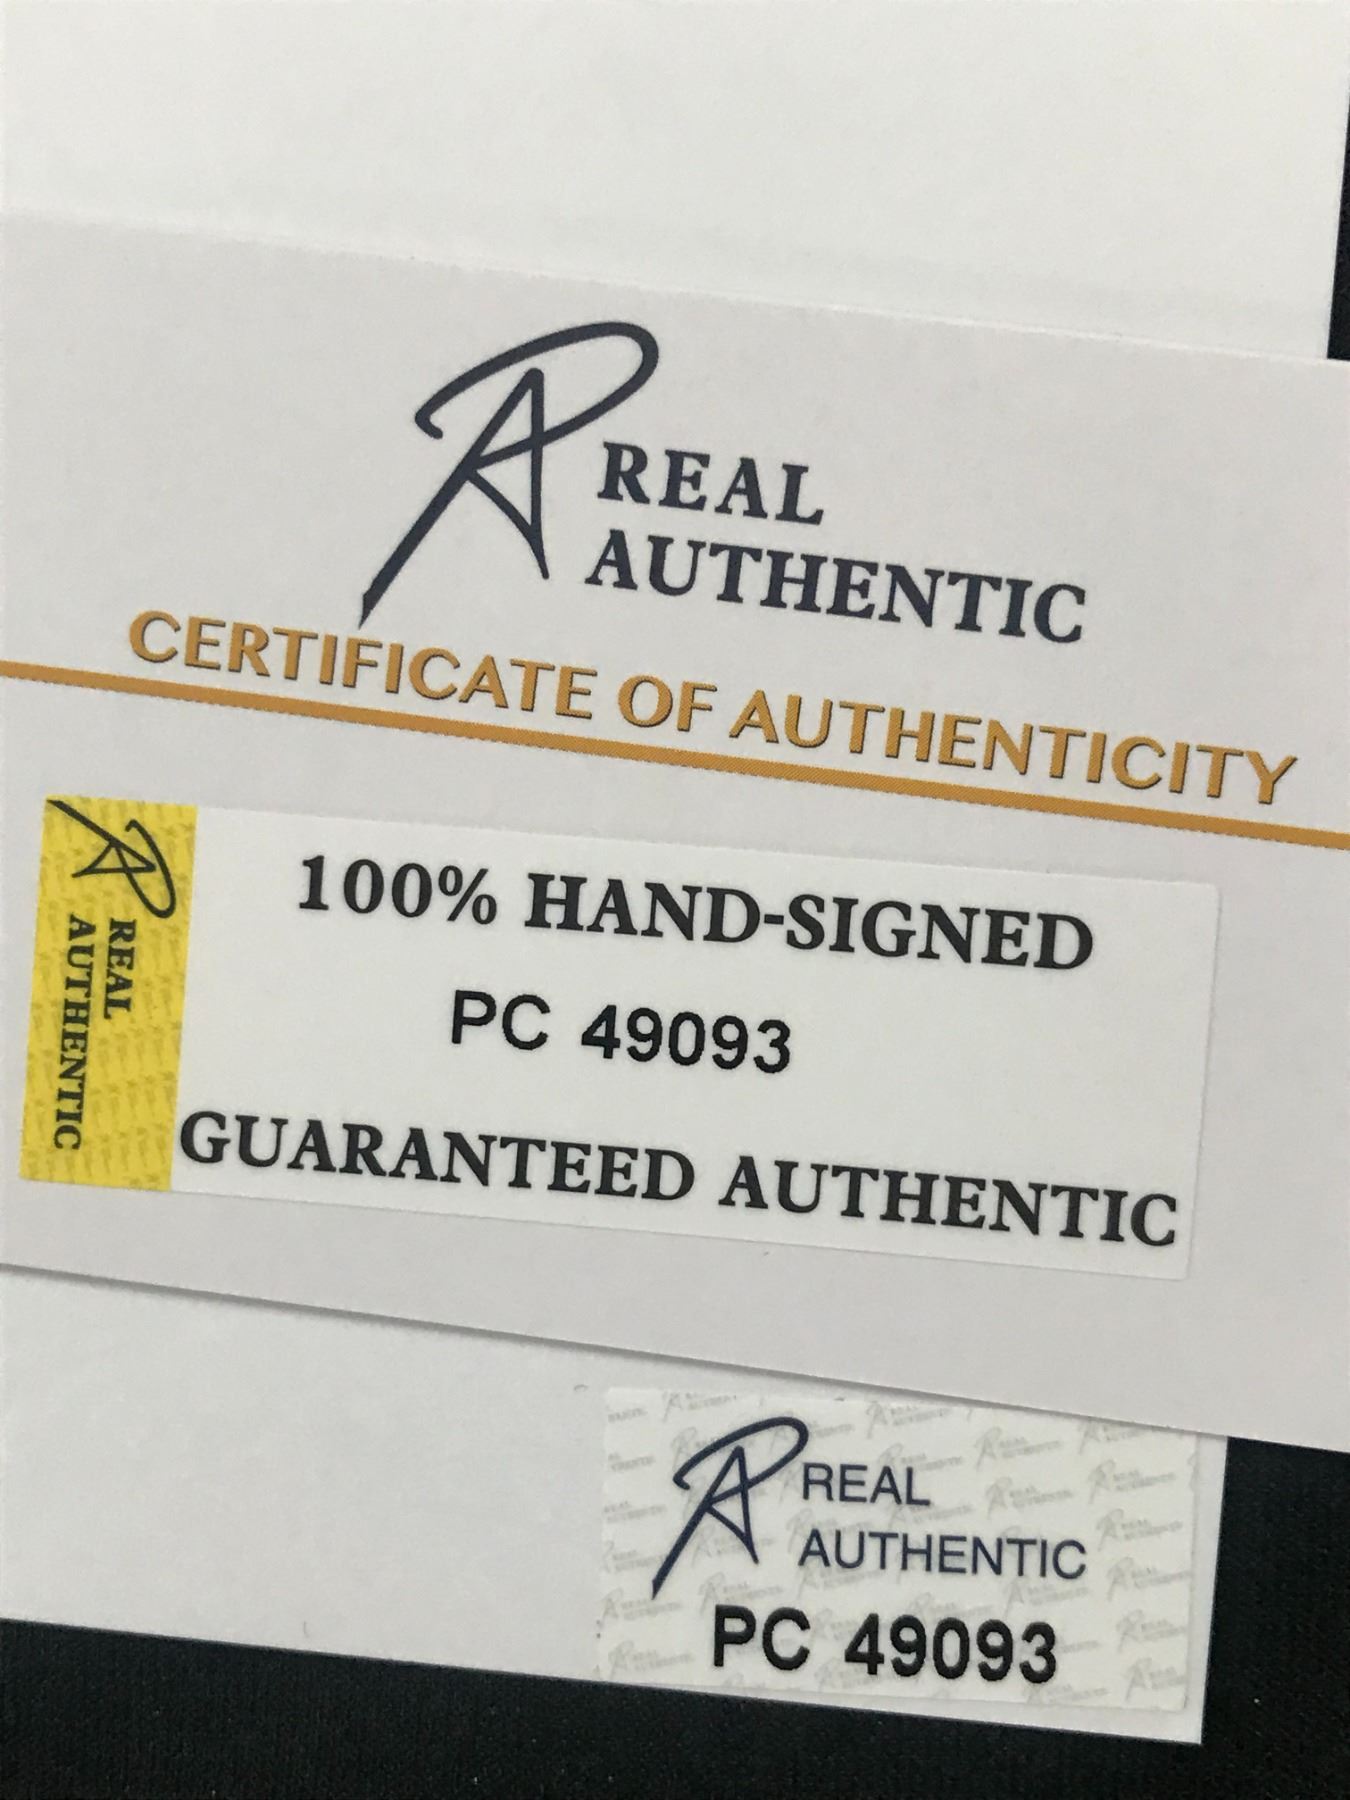 REAL
AUTHENTIC
CERTIFICATE OF AUTHENTICITY
REAL
AUTHENTIC
100% HAND-SIGNED
PC 49093
GUARANTEED AUTHENTIC
REAL
AUTHENTIC
PC 49093